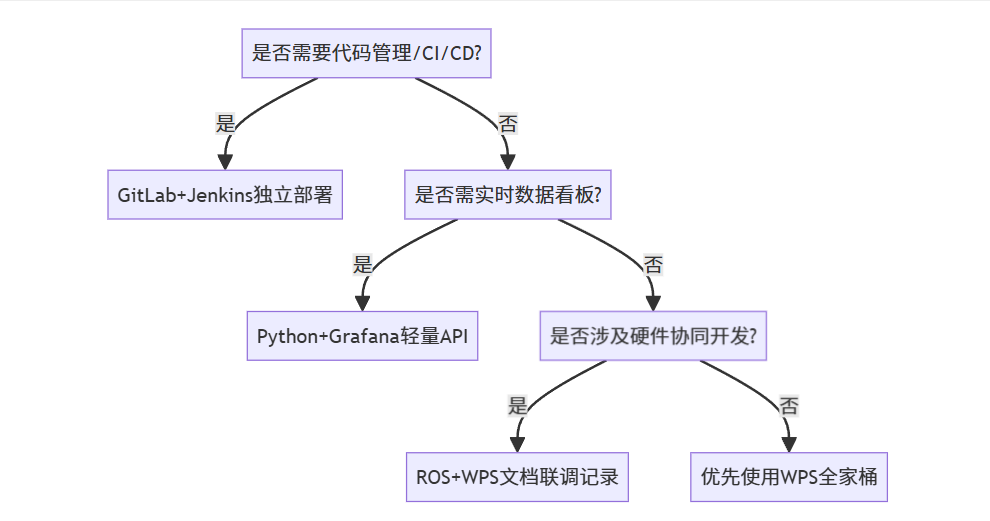 是否需要代码管理/CI/CD?
是
否
GitLab+Jenkins独立部署
是否需实时数据看板?
是
否
Python+Grafana轻量API
是否涉及硬件协同开发?
是
否
ROS+WPS文档联调记录
优先使用WPS全家桶